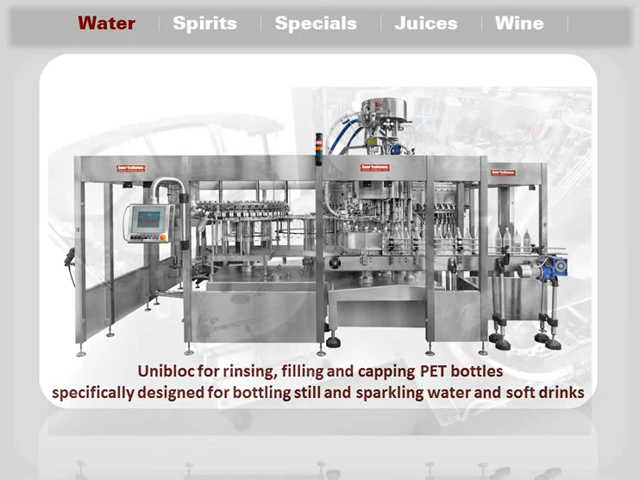 Water Spirits Specials Juices Wine
Unibloc for rinsing, filling and capping PET bottles
specifically designed for bottling still and sparkling water and soft drinks